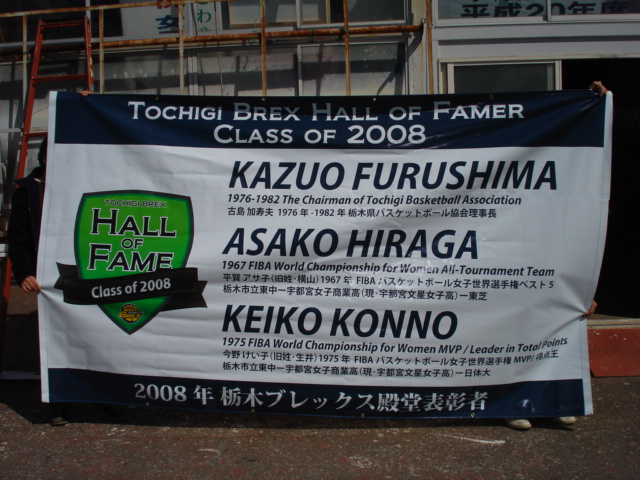 平成20年度
TOCHIGI BREX HALL OF FAMER
CLASS OF 2008
KAZUO FURUSHIMA
1976-1982 The Chairman of Tochigi Basketball Association
古島 加寿夫 1976 年 -1982 年 栃木県バスケットボール協会理事長
ASAKO HIRAGA
1967 FIBA World Championship for Women All-Tournament Team
平賀 アサ子(旧姓・横山)1967 年 FIBA バスケットボール女子世界選手権ベスト 5
栃木市立東中ー宇都宮女子商業高(現・宇都宮文星女子高)ー東芝
KEIKO KONNO
1975 FIBA World Championship for Women MVP / Leader in Total Points
今野 けい子(旧姓・生井)1975 年 FIBA バスケットボール女子世界選手権 MVP/ 得点王
栃木市立東中ー宇都宮女子商業高(現・宇都宮文星女子高)ー日体大
TOCHIGI BREX
HALL
OF
FAME
Class of 2008
BREX
2008 年 栃木ブレックス殿堂表彰者